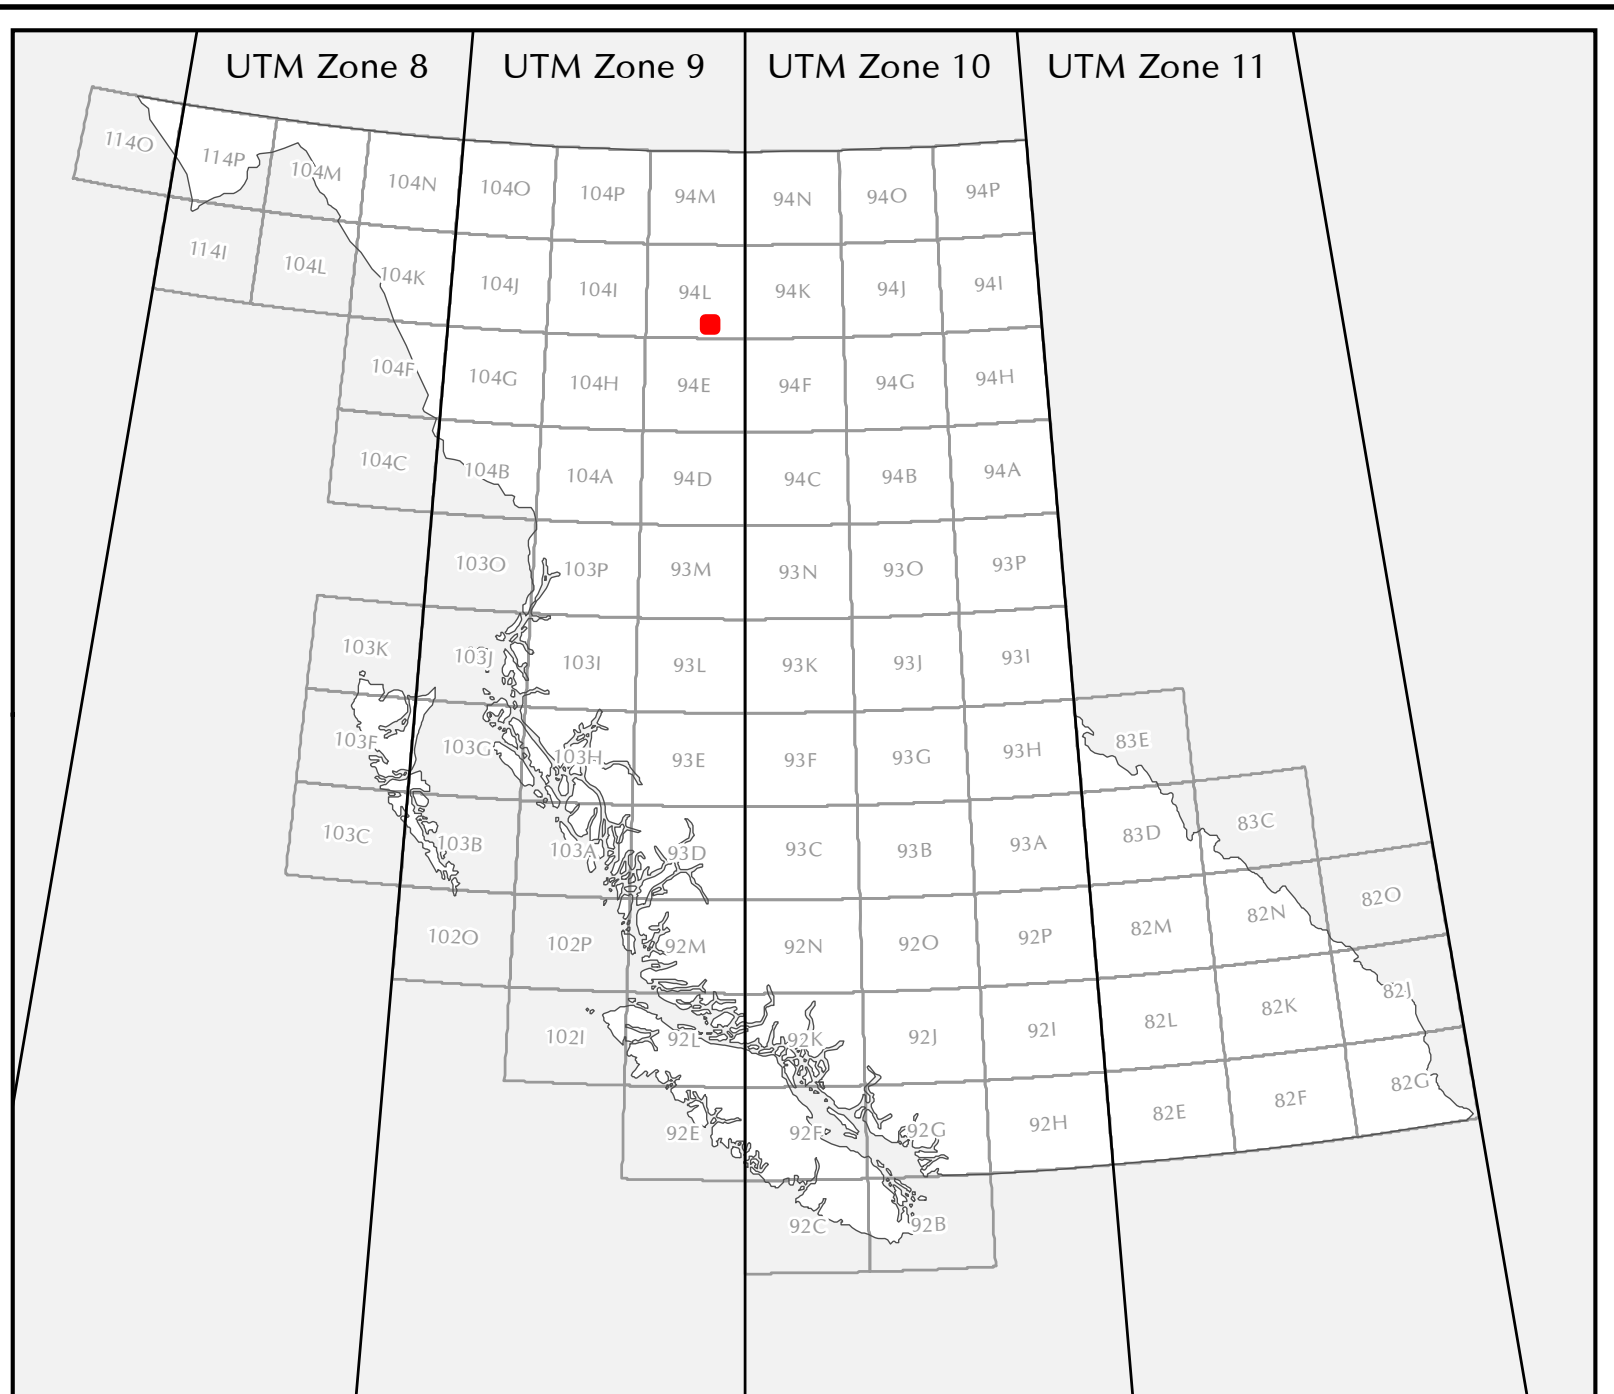 UTM Zone 8 UTM Zone 9 UTM Zone 10 UTM Zone 11
114O 114P 104M 104N 104O 104P 94M 94N 94O 94P
114I 104L 104K 104J 104I 94L 94K 94J 94I
104F 104G 104H 94E 94F 94G 94H
104C 104B 104A 94D 94C 94B 94A
103O 103P 93M 93N 93O 93P
103K 103J 103I 93L 93K 93J 93I
103F 103G 103H 93E 93F 93G 93H 83E
103C 103B 103A 93D 93C 93B 93A 83D 83C
102O 102P 92M 92N 92O 92P 82M 82N 82O
102I 92L 92K 92J 92I 82L 82K 82J
92E 92F 92G 92H 82E 82F 82G
92C 92B